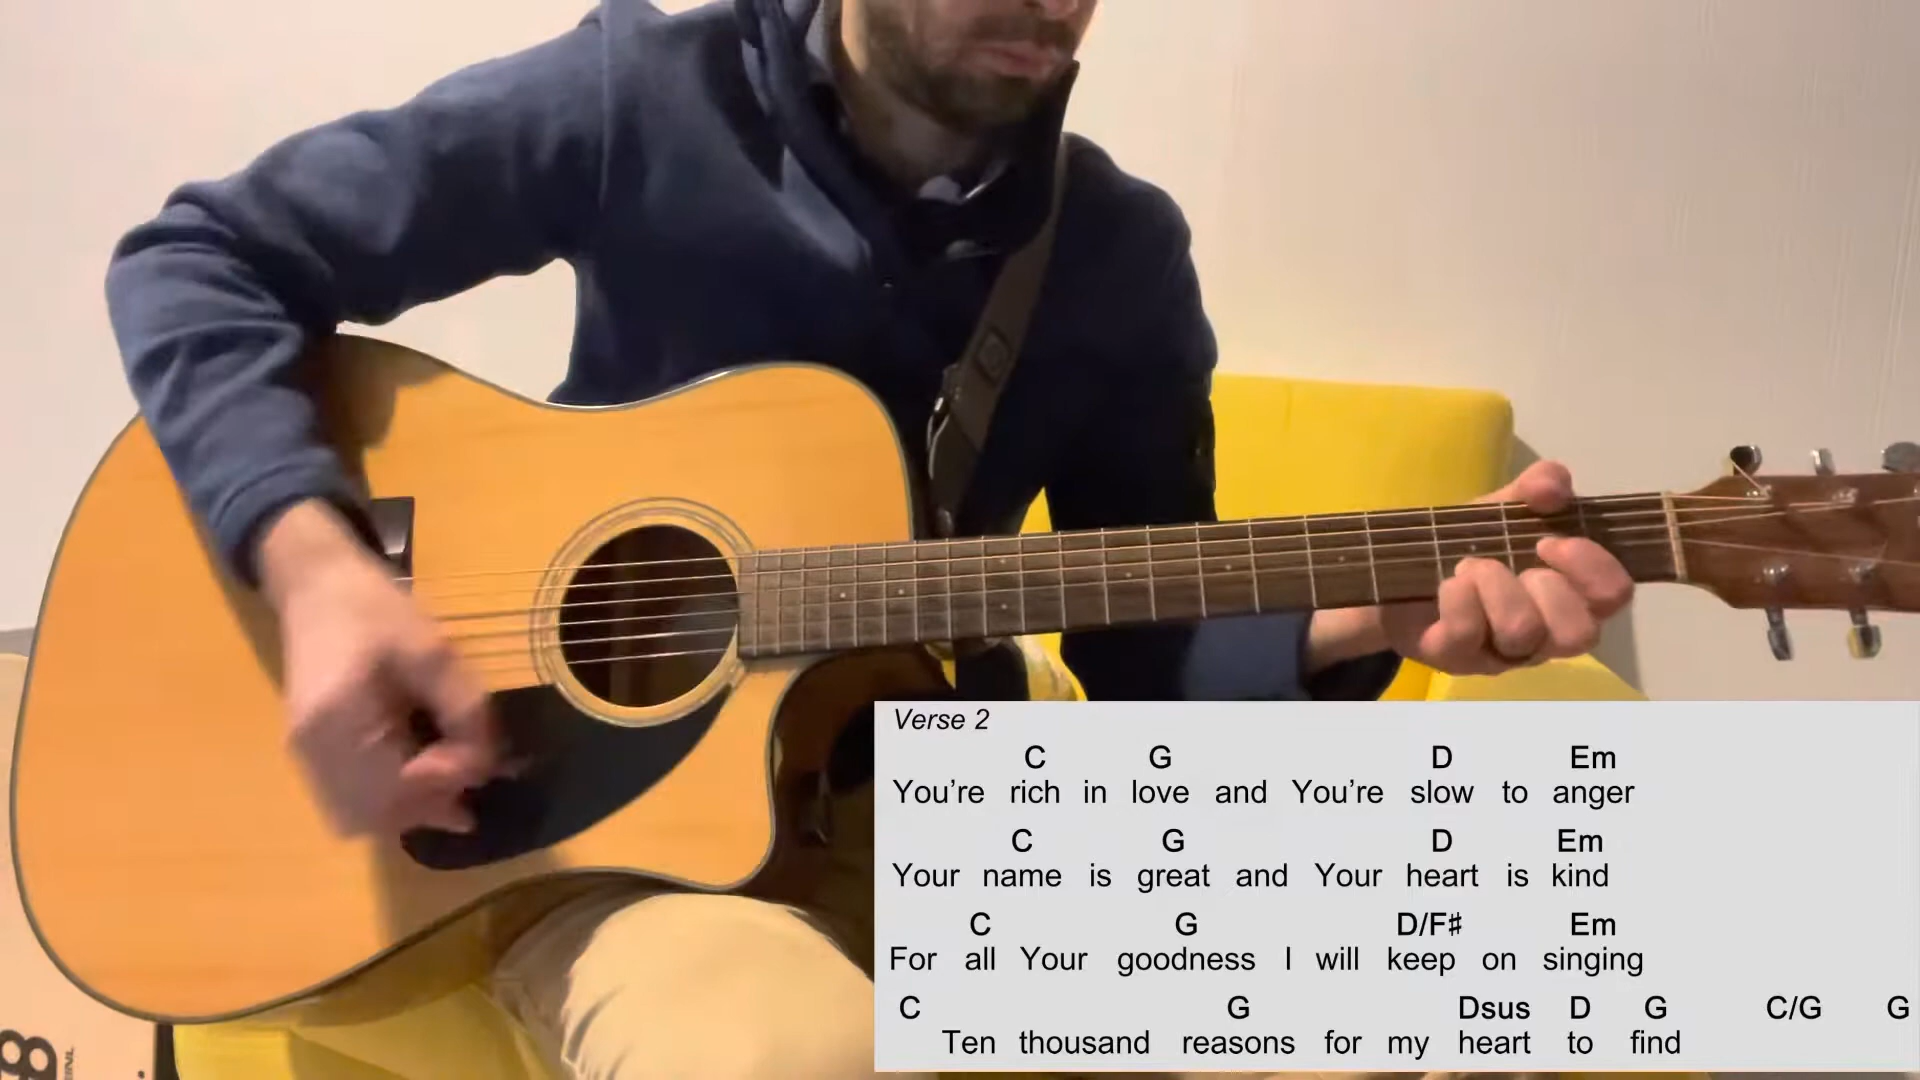 Verse 2
C G D Em
You're rich in love and You're slow to anger
C G D Em
Your name is great and Your heart is kind
C G D/F♯ Em
For all Your goodness I will keep on singing
C G Dsus D G C/G G
Ten thousand reasons for my heart to find